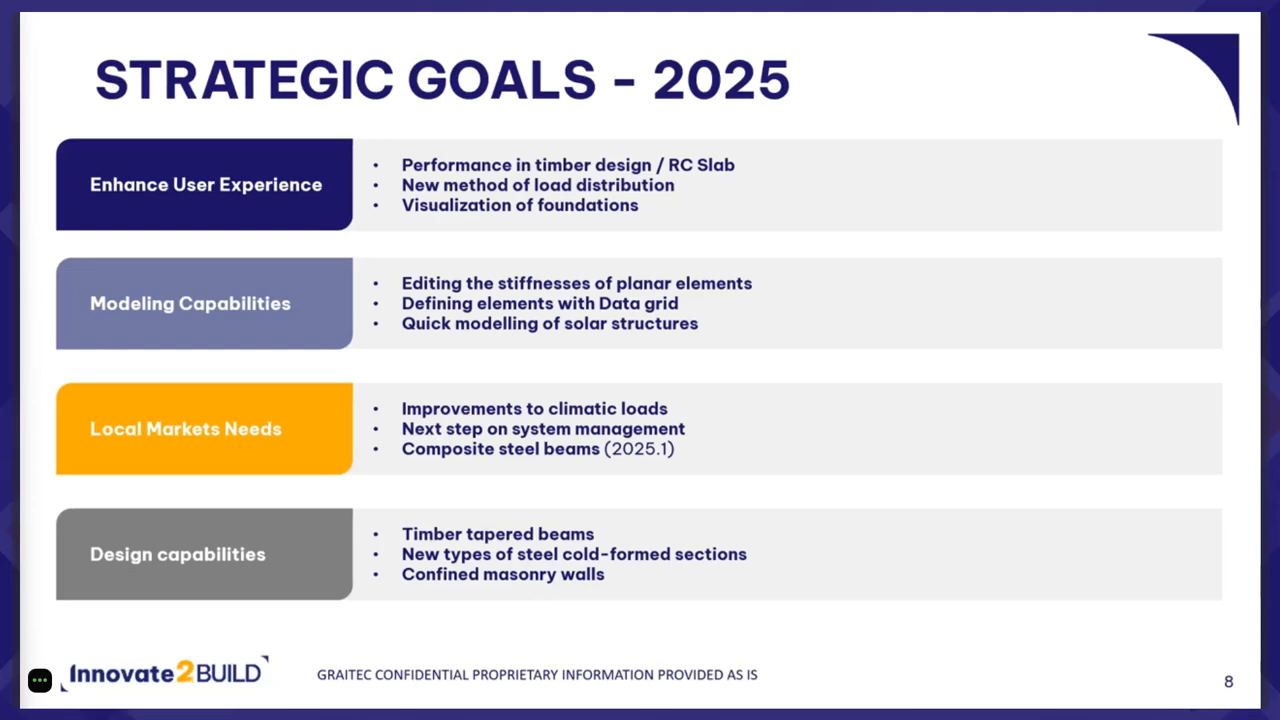 STRATEGIC GOALS - 2025
Enhance User Experience
• Performance in timber design / RC Slab
• New method of load distribution
• Visualization of foundations
Modeling Capabilities
• Editing the stiffnesses of planar elements
• Defining elements with Data grid
• Quick modelling of solar structures
Local Markets Needs
• Improvements to climatic loads
• Next step on system management
• Composite steel beams (2025.1)
Design capabilities
• Timber tapered beams
• New types of steel cold-formed sections
• Confined masonry walls
Innovate2BUILD
GRAITEC CONFIDENTIAL PROPRIETARY INFORMATION PROVIDED AS IS
8